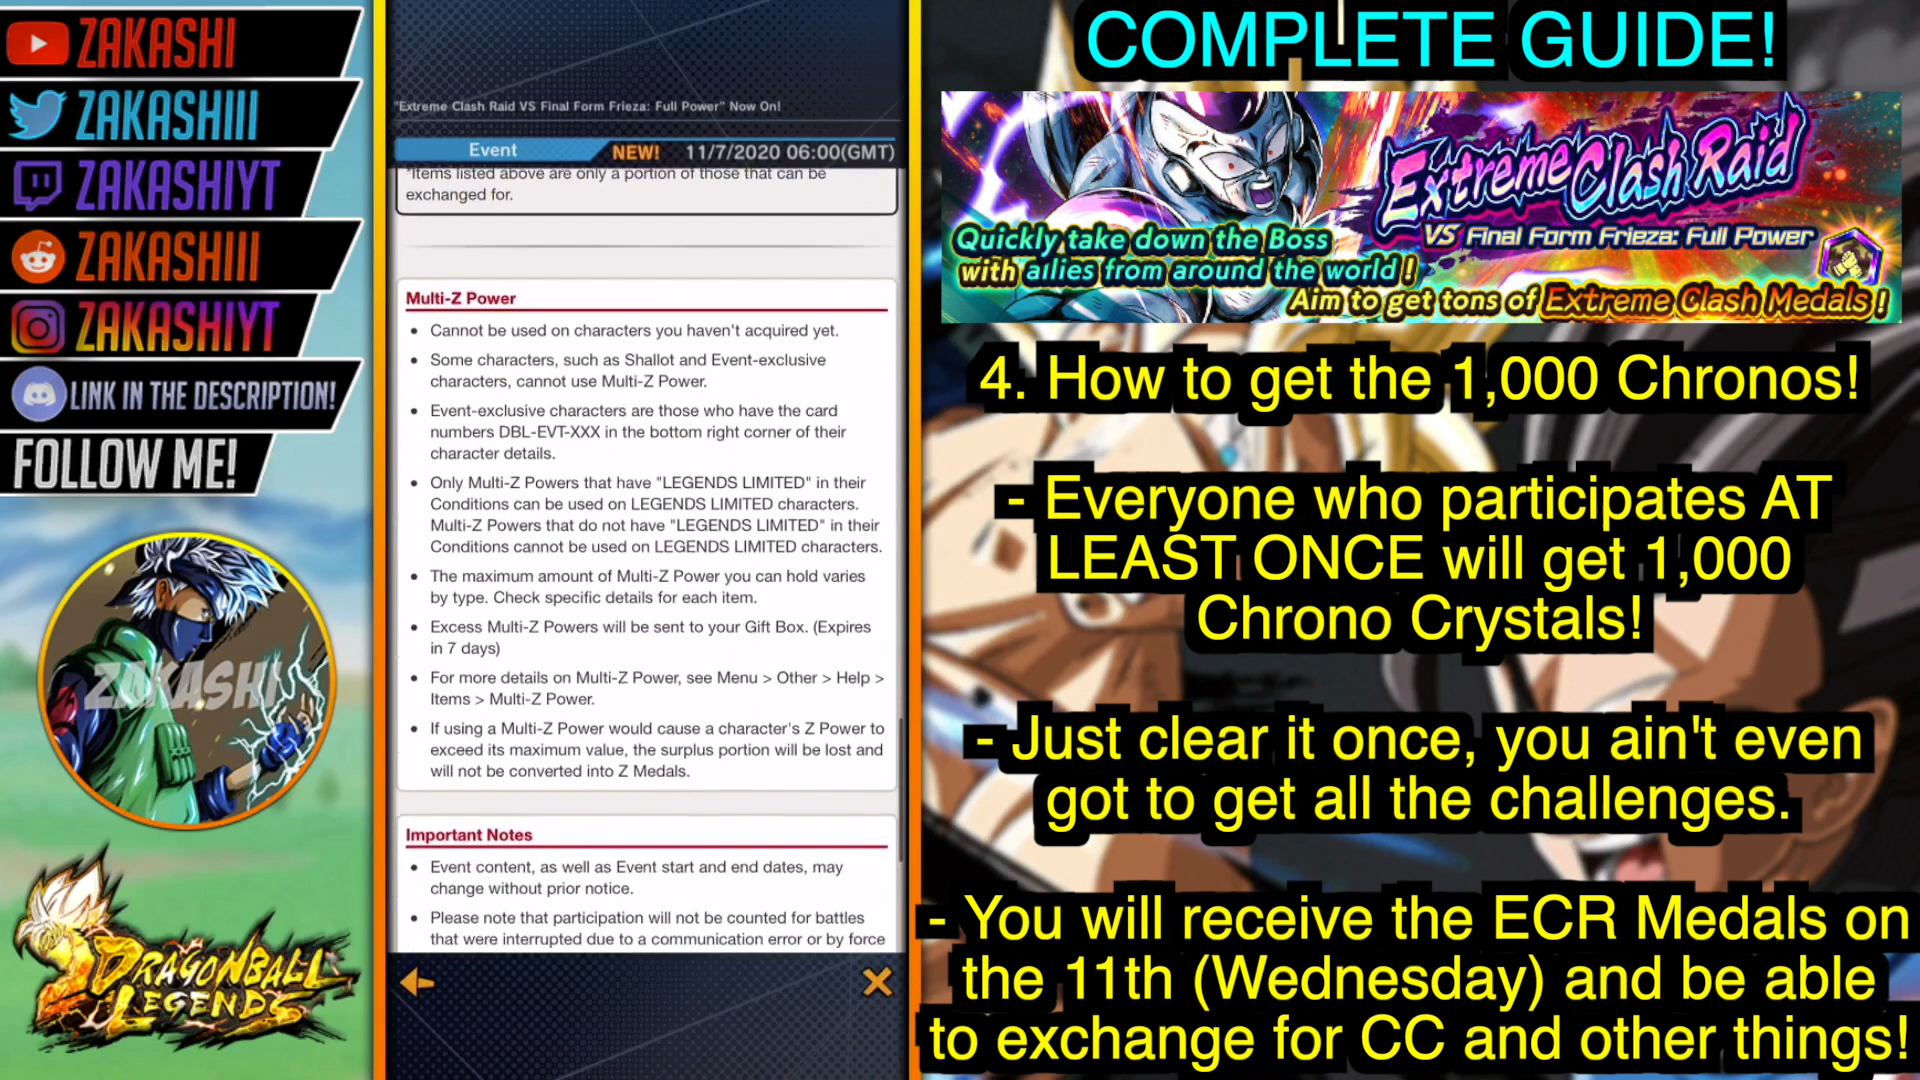 ZAKASHI
ZAKASHIII
ZAKASHIYT
ZAKASHIII
ZAKASHIYT
LINK IN THE DESCRIPTION!
FOLLOW ME!
ZAKASHI
DRAGONBALL
LEGENDS
"Extreme Clash Raid VS Final Form Frieza: Full Power" Now On!
Event NEW! 11/7/2020 06:00(GMT)
*Items listed above are only a portion of those that can be
exchanged for.
Multi-Z Power
• Cannot be used on characters you haven't acquired yet.
• Some characters, such as Shallot and Event-exclusive
characters, cannot use Multi-Z Power.
• Event-exclusive characters are those who have the card
numbers DBL-EVT-XXX in the bottom right corner of their
character details.
• Only Multi-Z Powers that have "LEGENDS LIMITED" in their
Conditions can be used on LEGENDS LIMITED characters.
Multi-Z Powers that do not have "LEGENDS LIMITED" in their
Conditions cannot be used on LEGENDS LIMITED characters.
• The maximum amount of Multi-Z Power you can hold varies
by type. Check specific details for each item.
• Excess Multi-Z Powers will be sent to your Gift Box. (Expires
in 7 days)
• For more details on Multi-Z Power, see Menu > Other > Help >
Items > Multi-Z Power.
• If using a Multi-Z Power would cause a character's Z Power to
exceed its maximum value, the surplus portion will be lost and
will not be converted into Z Medals.
Important Notes
• Event content, as well as Event start and end dates, may
change without prior notice.
• Please note that participation will not be counted for battles
that were interrupted due to a communication error or by force
COMPLETE GUIDE!
Extreme Clash Raid
VS Final Form Frieza: Full Power
Quickly take down the Boss
with allies from around the world!
Aim to get tons of Extreme Clash Medals!
4. How to get the 1,000 Chronos!
- Everyone who participates AT
LEAST ONCE will get 1,000
Chrono Crystals!
- Just clear it once, you ain't even
got to get all the challenges.
- You will receive the ECR Medals on
the 11th (Wednesday) and be able
to exchange for CC and other things!